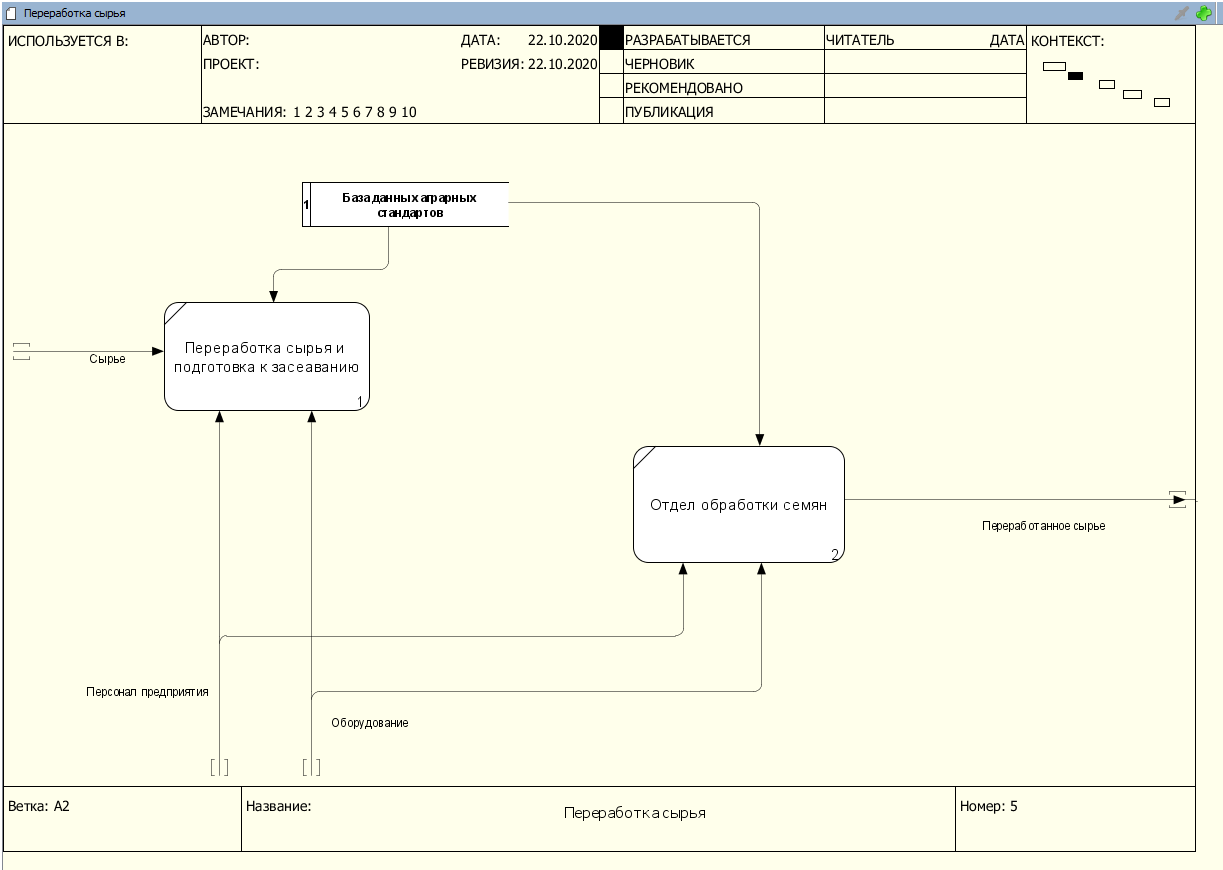 Переработка сырья
ИСПОЛЬЗУЕТСЯ В:
АВТОР:
ДАТА: 22.10.2020
РАЗРАБАТЫВАЕТСЯ
ЧИТАТЕЛЬ
ДАТА
КОНТЕКСТ:
ПРОЕКТ:
РЕВИЗИЯ: 22.10.2020
ЧЕРНОВИК
РЕКОМЕНДОВАНО
ЗАМЕЧАНИЯ: 1 2 3 4 5 6 7 8 9 10
ПУБЛИКАЦИЯ
1
База данных аграрных
стандартов
Переработка сырья и
подготовка к засеаванию
1
Сырье
Отдел обработки семян
2
Переработанное сырье
Персонал предприятия
Оборудование
Ветка: A2
Название:
Переработка сырья
Номер: 5